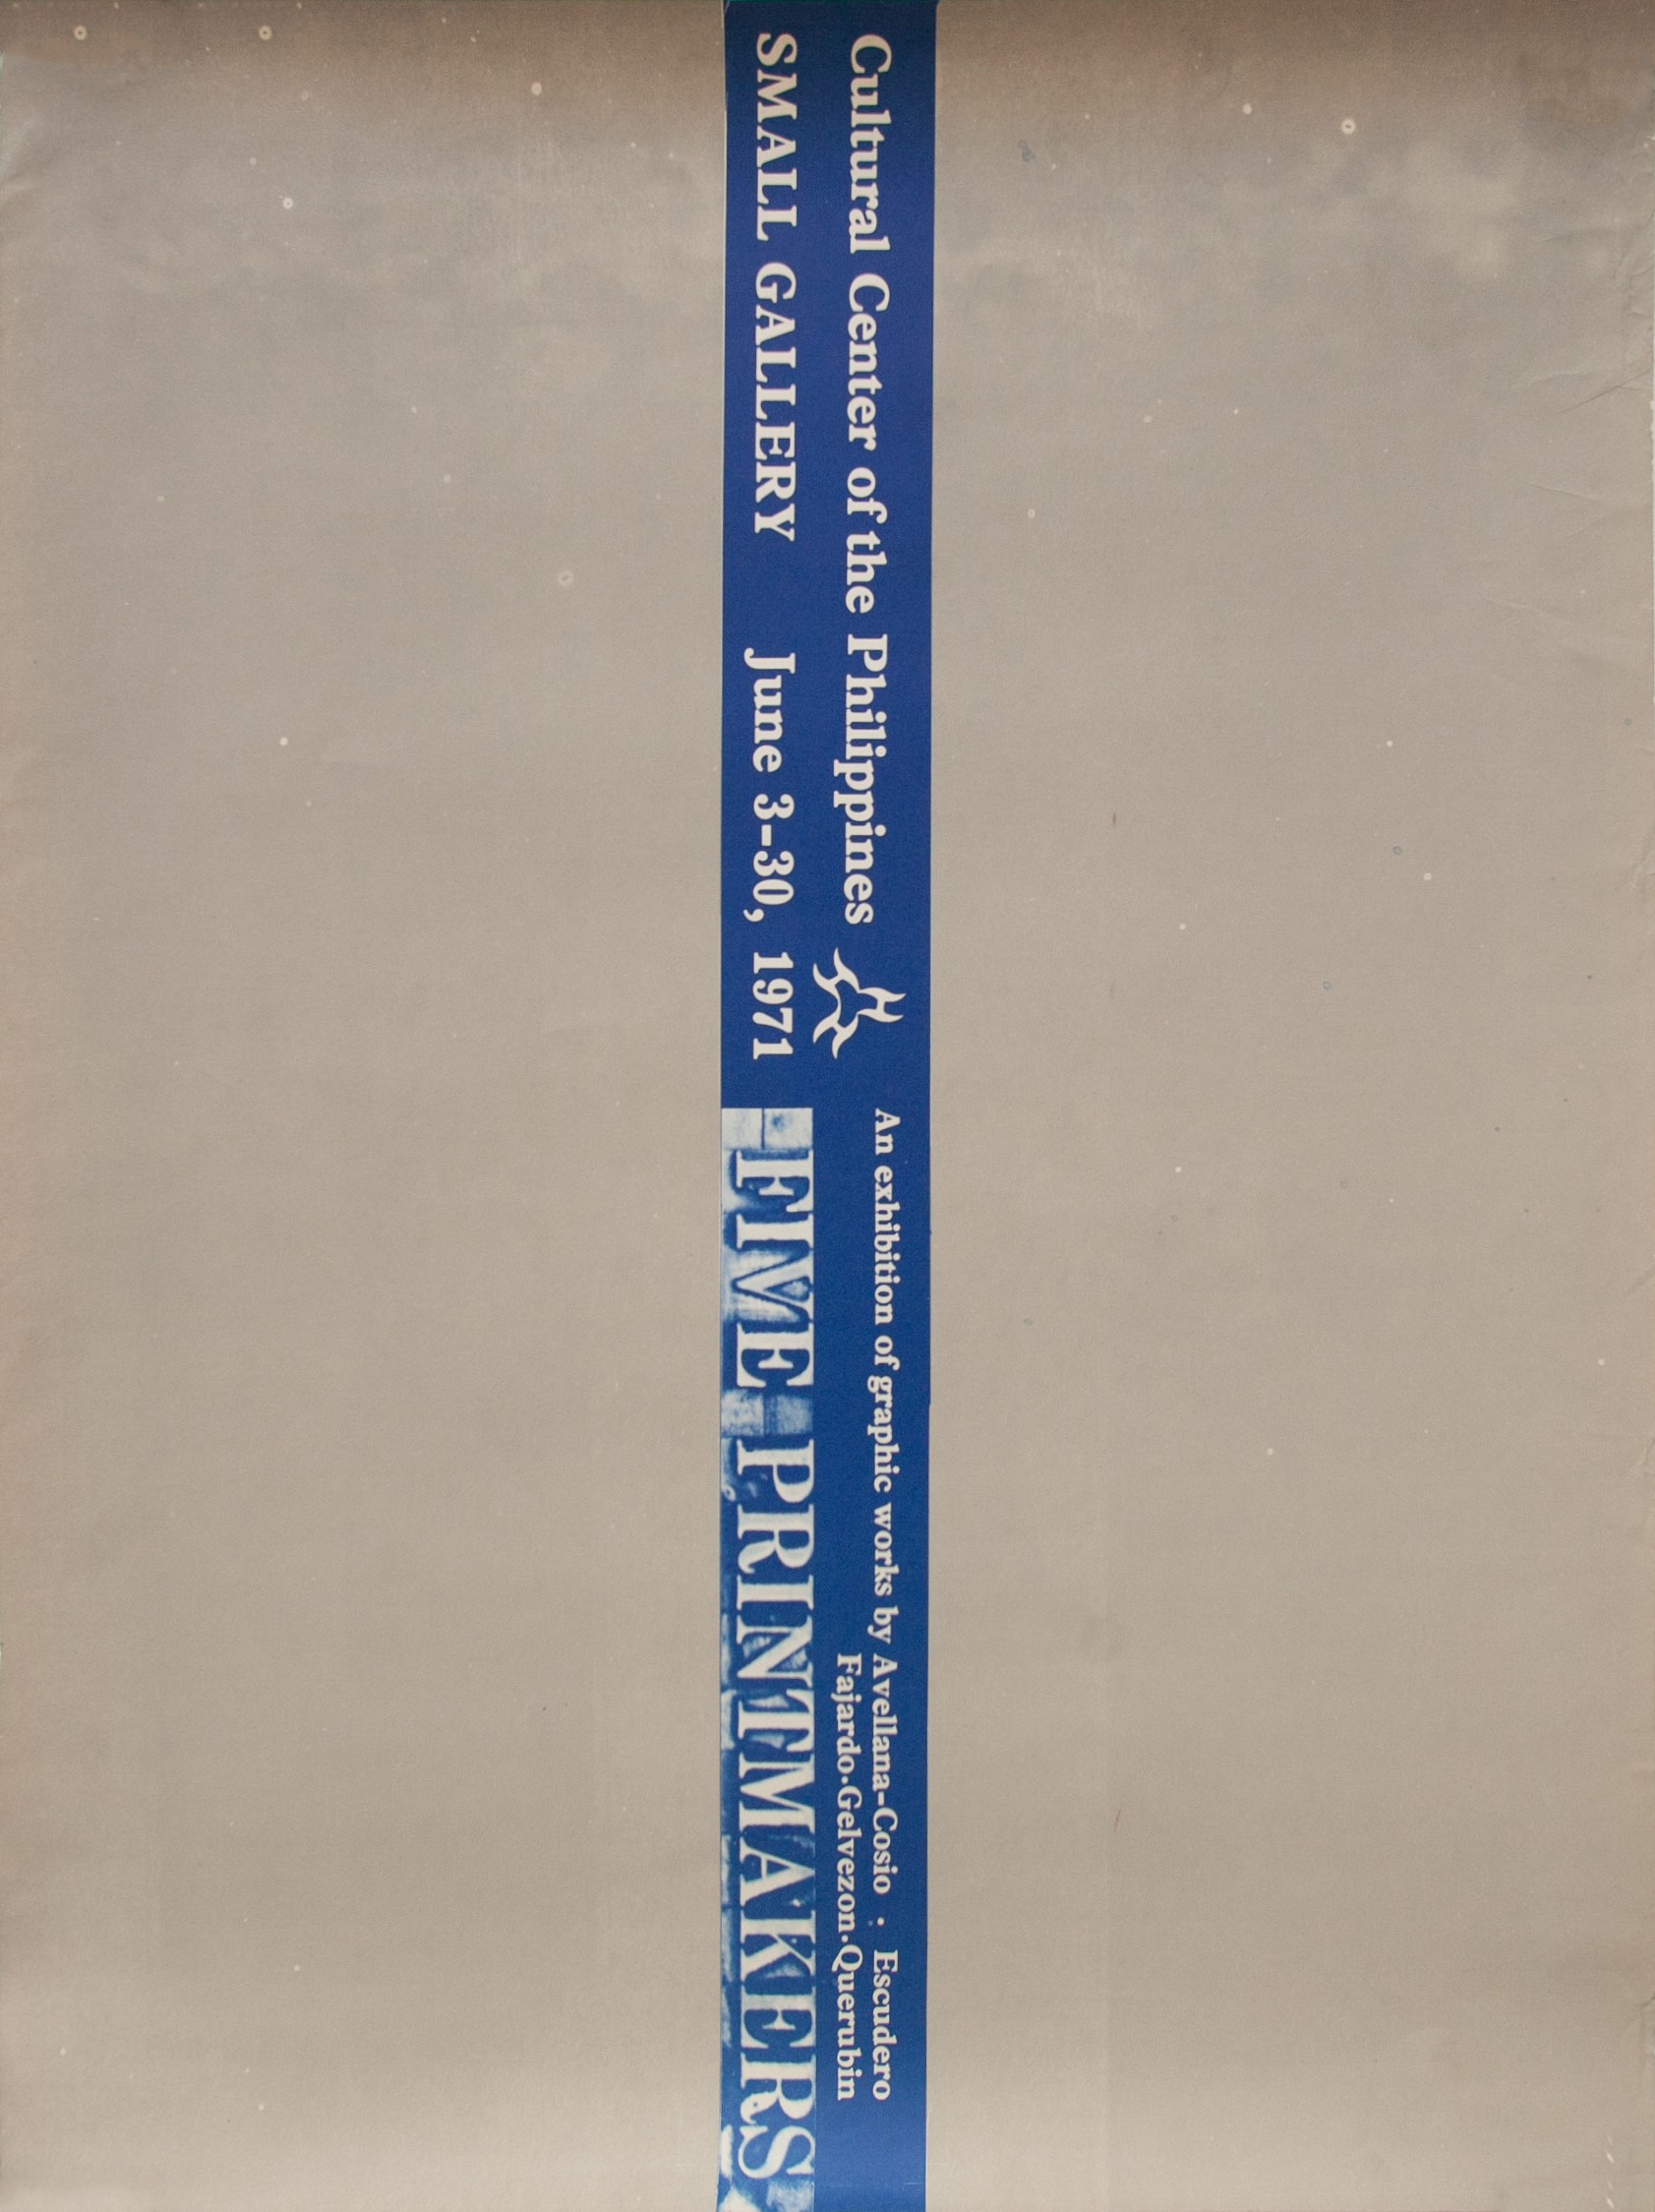 Cultural Center of the Philippines
SMALL GALLERY June 3-30, 1971
An exhibition of graphic works by Avellana-Cosio : Escudero
Fajardo·Gelvezon·Querubin
FIVE PRINTMAKERS